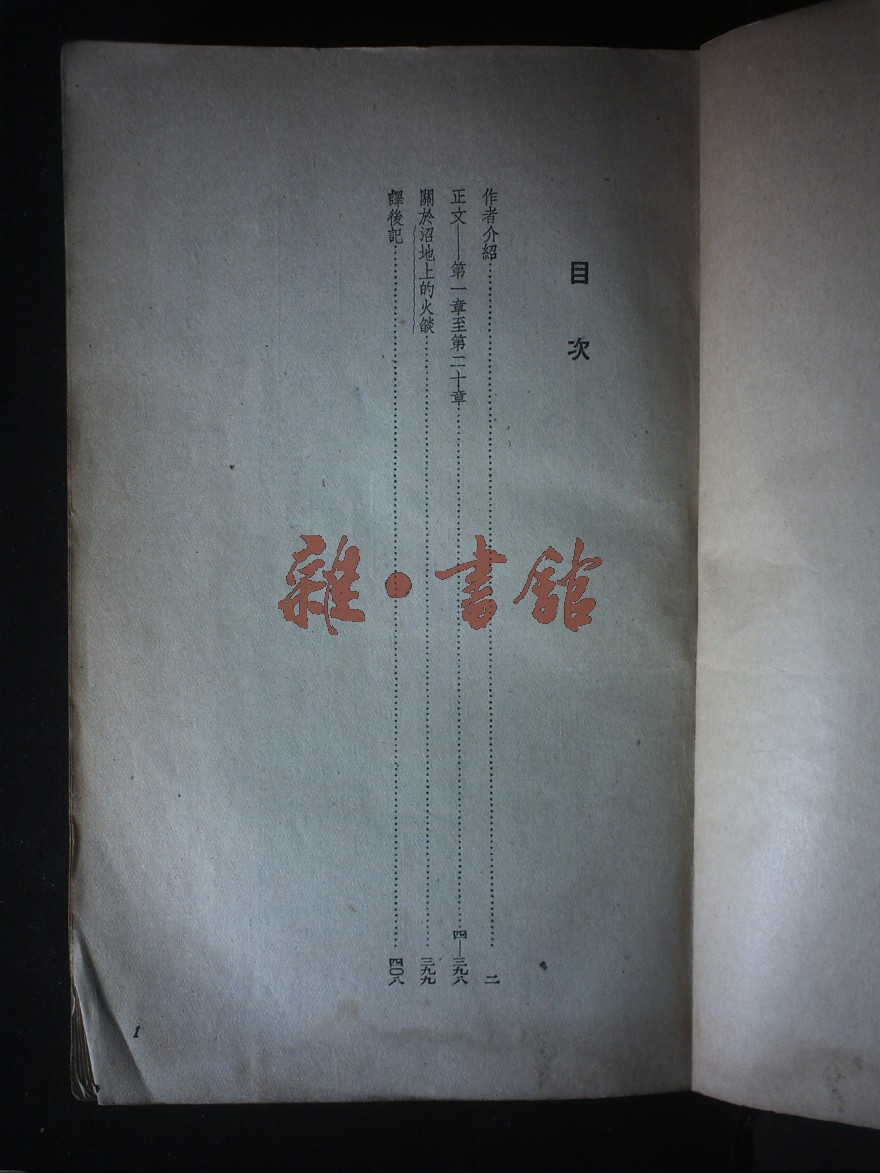 目次
作者介紹……二
正文——第一章至第二十章……四—三九八
關於沼地上的火燄……三九九
譯後記……四〇八
1
雜·書館